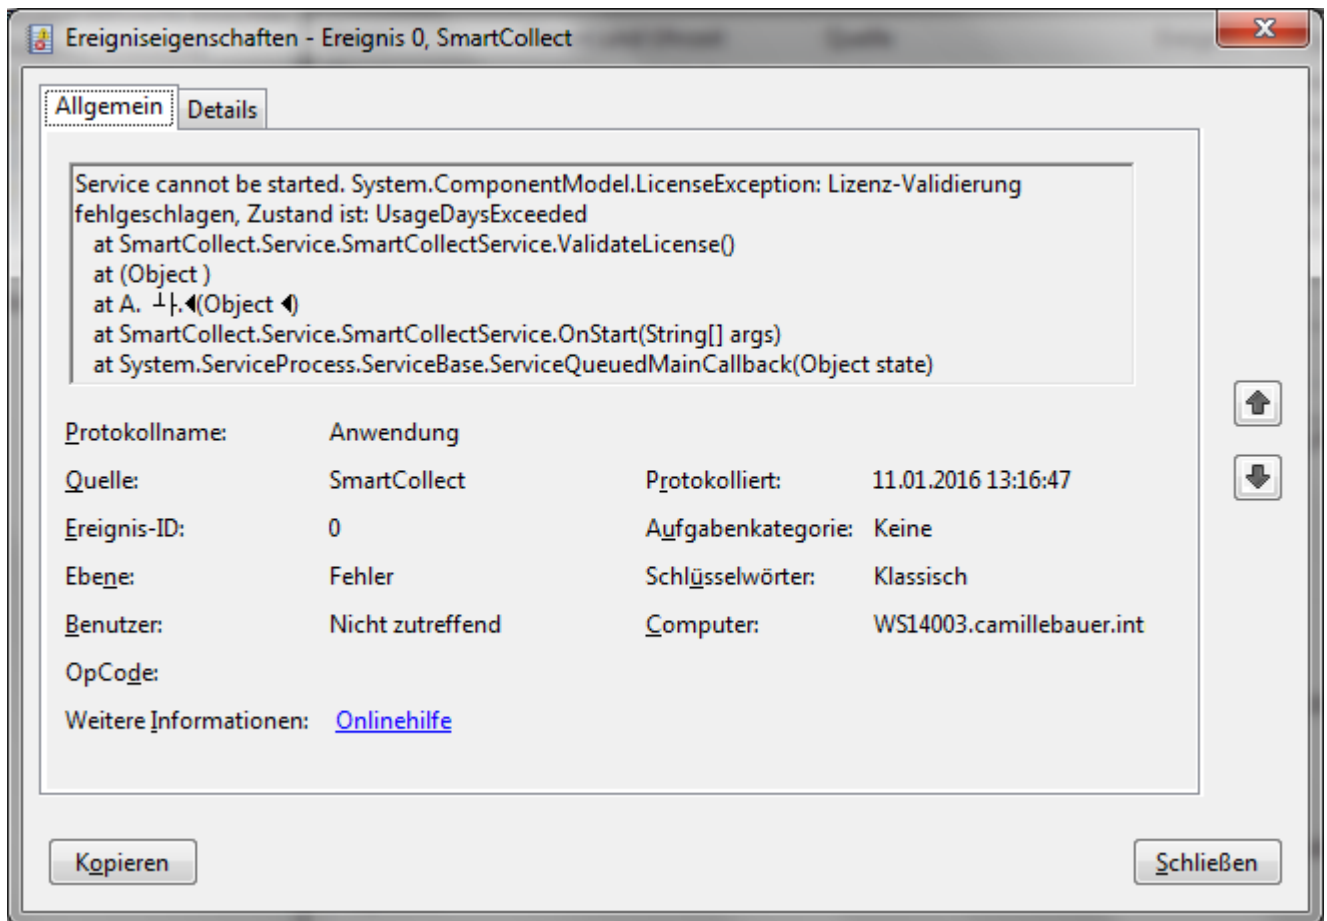 Ereigniseigenschaften - Ereignis 0, SmartCollect
Allgemein
Details
Service cannot be started. System.ComponentModel.LicenseException: Lizenz-Validierung
fehlgeschlagen, Zustand ist: UsageDaysExceeded
at SmartCollect.Service.SmartCollectService.ValidateLicense()
at (Object )
at A. ┴├.◄(Object ◄)
at SmartCollect.Service.SmartCollectService.OnStart(String[] args)
at System.ServiceProcess.ServiceBase.ServiceQueuedMainCallback(Object state)
Protokollname: Anwendung
Quelle: SmartCollect Protokolliert: 11.01.2016 13:16:47
Ereignis-ID: 0 Aufgabenkategorie: Keine
Ebene: Fehler Schlüsselwörter: Klassisch
Benutzer: Nicht zutreffend Computer: WS14003.camillebauer.int
OpCode:
Weitere Informationen: Onlinehilfe
Kopieren
Schließen